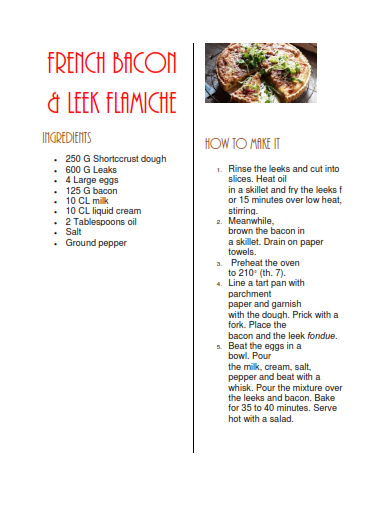 FRENCH BACON
& LEEK FLAMICHE
INGREDIENTS
• 250 G Shortccrust dough
• 600 G Leaks
• 4 Large eggs
• 125 G bacon
• 10 CL milk
• 10 CL liquid cream
• 2 Tablespoons oil
• Salt
• Ground pepper
HOW TO MAKE IT
1. Rinse the leeks and cut into
slices. Heat oil
in a skillet and fry the leeks f
or 15 minutes over low heat,
stirring.
2. Meanwhile,
brown the bacon in
a skillet. Drain on paper
towels.
3. Preheat the oven
to 210° (th. 7).
4. Line a tart pan with
parchment
paper and garnish
with the dough. Prick with a
fork. Place the
bacon and the leek fondue.
5. Beat the eggs in a
bowl. Pour
the milk, cream, salt,
pepper and beat with a
whisk. Pour the mixture over
the leeks and bacon. Bake
for 35 to 40 minutes. Serve
hot with a salad.